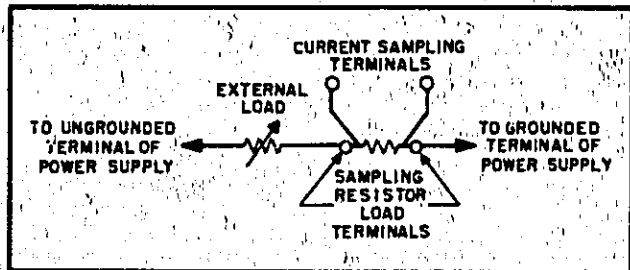 CURRENT SAMPLING
TERMINALS
EXTERNAL
LOAD
TO UNGROUNDED
TERMINAL OF
POWER SUPPLY
TO GROUNDED
TERMINAL OF
POWER SUPPLY
SAMPLING
RESISTOR
LOAD
TERMINALS